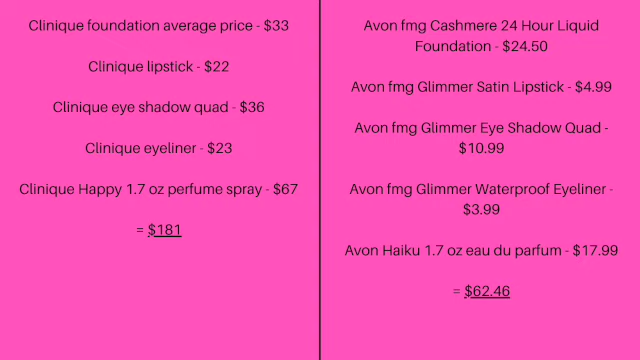 Clinique foundation average price - $33
Clinique lipstick - $22
Clinique eye shadow quad - $36
Clinique eyeliner - $23
Clinique Happy 1.7 oz perfume spray - $67
= $181
Avon fmg Cashmere 24 Hour Liquid
Foundation - $24.50
Avon fmg Glimmer Satin Lipstick - $4.99
Avon fmg Glimmer Eye Shadow Quad -
$10.99
Avon fmg Glimmer Waterproof Eyeliner -
$3.99
Avon Haiku 1.7 oz eau du parfum - $17.99
= $62.46